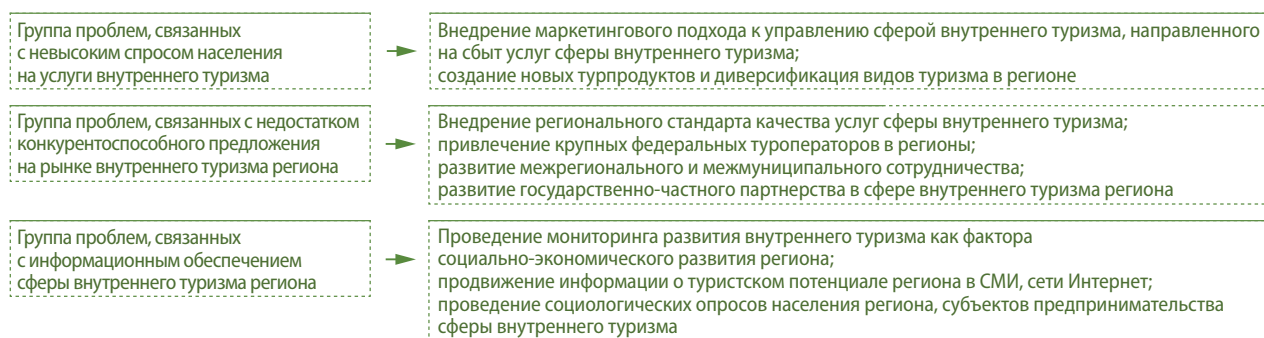 Группа проблем, связанных
с невысоким спросом населения
на услуги внутреннего туризма
Внедрение маркетингового подхода к управлению сферой внутреннего туризма, направленного
на сбыт услуг сферы внутреннего туризма;
создание новых турпродуктов и диверсификация видов туризма в регионе
Группа проблем, связанных с недостатком
конкурентоспособного предложения
на рынке внутреннего туризма региона
Внедрение регионального стандарта качества услуг сферы внутреннего туризма;
привлечение крупных федеральных туроператоров в регионы;
развитие межрегионального и межмуниципального сотрудничества;
развитие государственно-частного партнерства в сфере внутреннего туризма региона
Группа проблем, связанных
с информационным обеспечением
сферы внутреннего туризма региона
Проведение мониторинга развития внутреннего туризма как фактора
социально-экономического развития региона;
продвижение информации о туристском потенциале региона в СМИ, сети Интернет;
проведение социологических опросов населения региона, субъектов предпринимательства
сферы внутреннего туризма